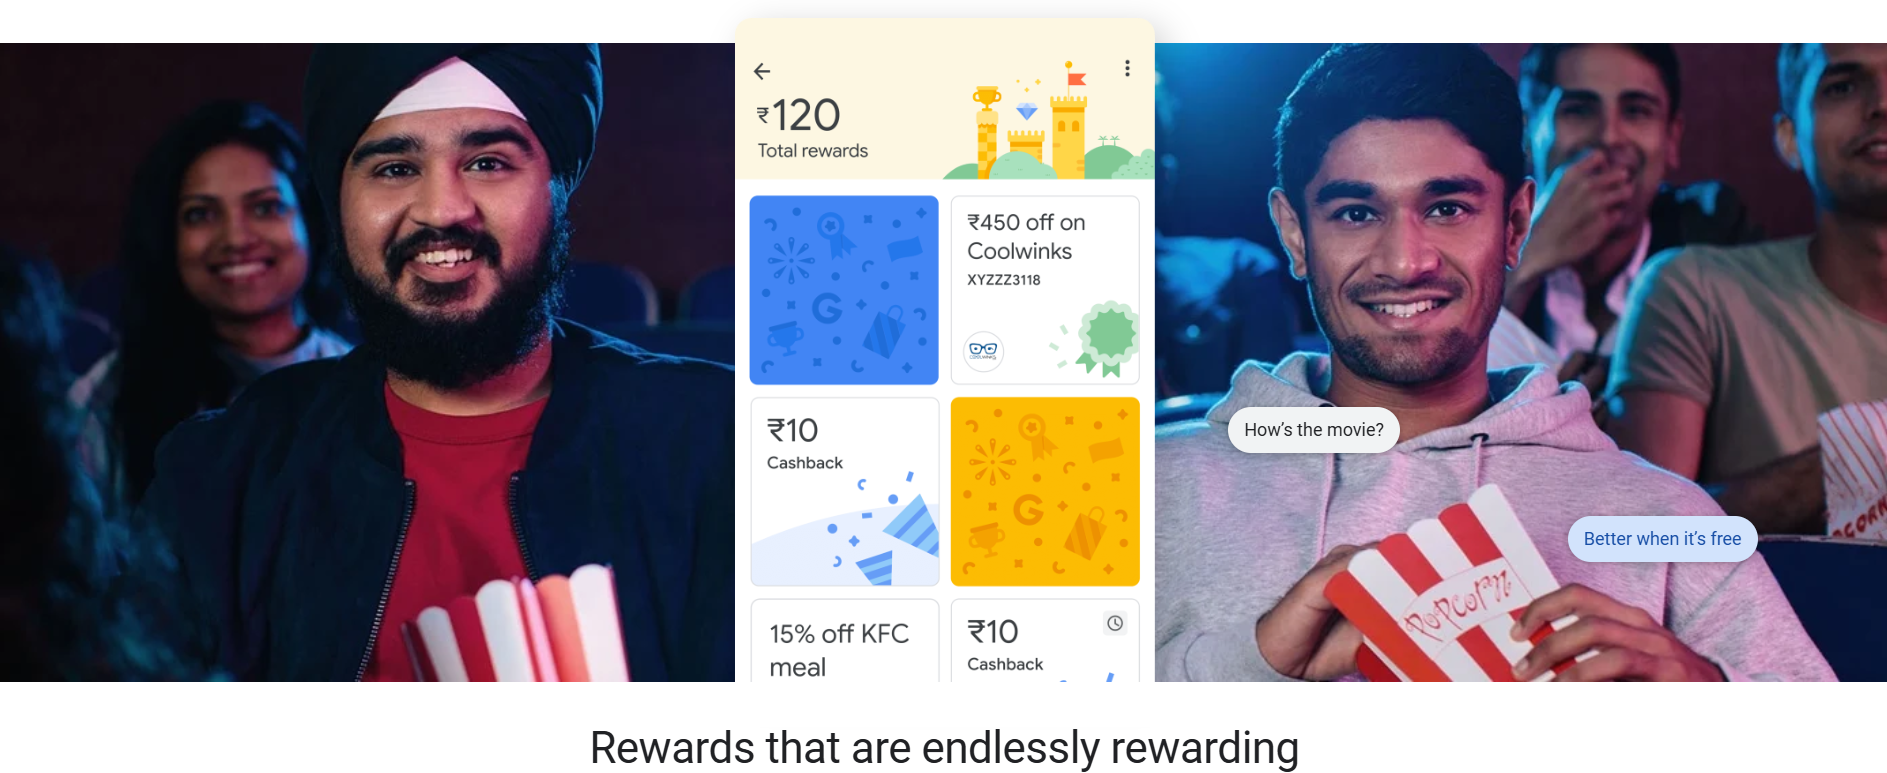 ₹120
Total rewards
₹450 off on
Coolwinks
XYZZZ3118
COOLWINKS
G
₹10
Cashback
G
15% off KFC
meal
₹10
Cashback
How's the movie?
Better when it's free
POPCORN
Rewards that are endlessly rewarding